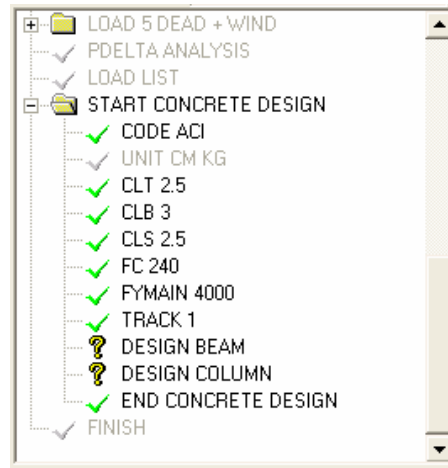 LOAD 5 DEAD + WIND
PDELTA ANALYSIS
LOAD LIST
START CONCRETE DESIGN
CODE ACI
UNIT CM KG
CLT 2.5
CLB 3
CLS 2.5
FC 240
FYMAIN 4000
TRACK 1
DESIGN BEAM
DESIGN COLUMN
END CONCRETE DESIGN
FINISH